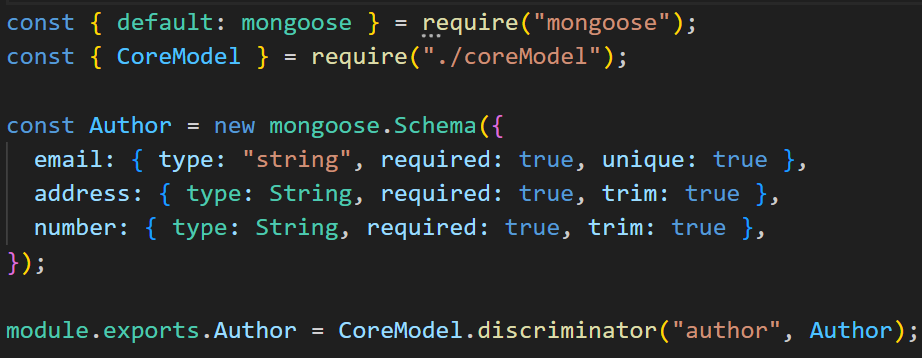 const { default: mongoose } = require("mongoose");
const { CoreModel } = require("./coreModel");
const Author = new mongoose.Schema({
  email: { type: "string", required: true, unique: true },
  address: { type: String, required: true, trim: true },
  number: { type: String, required: true, trim: true },
});
module.exports.Author = CoreModel.discriminator("author", Author);